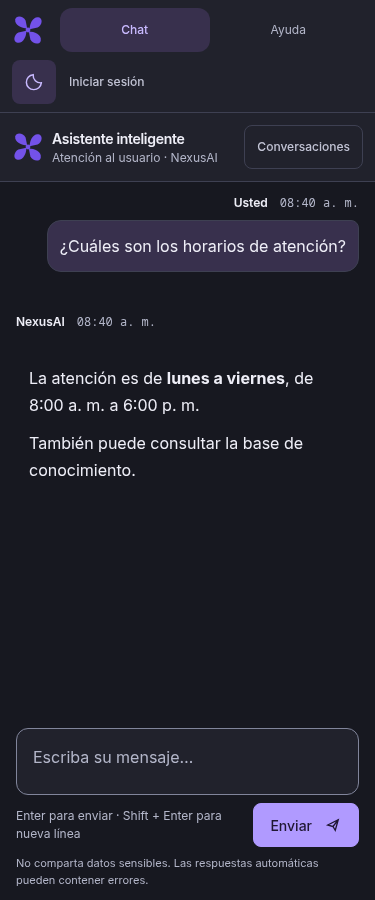 Chat
Ayuda
Iniciar sesión
Asistente inteligente
Atención al usuario · NexusAI
Conversaciones
Usted 08:40 a. m.
¿Cuáles son los horarios de atención?
NexusAI 08:40 a. m.
La atención es de lunes a viernes, de
8:00 a. m. a 6:00 p. m.
También puede consultar la base de
conocimiento.
Escriba su mensaje...
Enter para enviar · Shift + Enter para
nueva línea
Enviar
No comparta datos sensibles. Las respuestas automáticas
pueden contener errores.